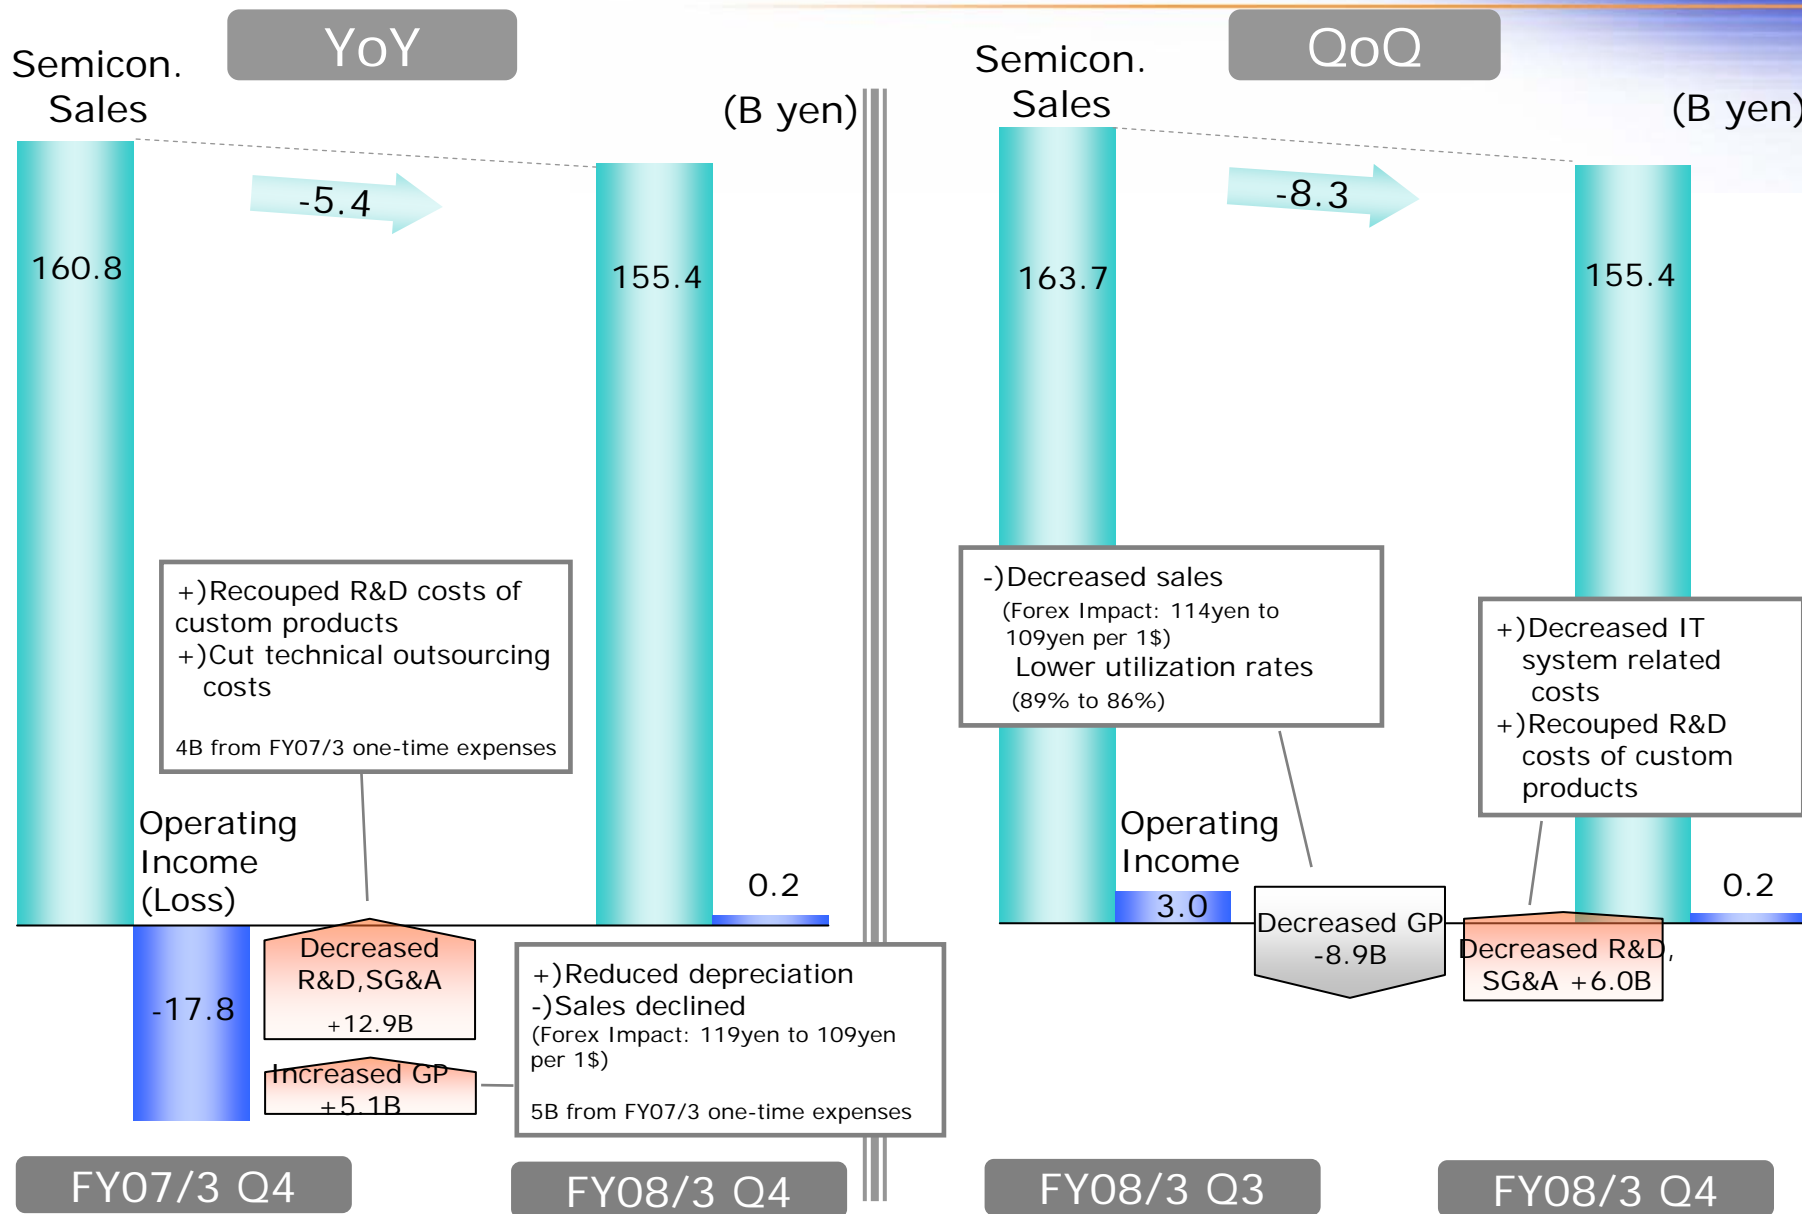 YoY
Semicon.
Sales
(B yen)
-5.4
160.8
155.4
+)Recouped R&D costs of
custom products
+)Cut technical outsourcing
costs
4B from FY07/3 one-time expenses
Operating
Income
(Loss)
0.2
-17.8
Decreased
R&D,SG&A
+12.9B
Increased GP
+5.1B
+)Reduced depreciation
-)Sales declined
(Forex Impact: 119yen to 109yen
per 1$)
5B from FY07/3 one-time expenses
FY07/3 Q4
FY08/3 Q4
QoQ
Semicon.
Sales
(B yen)
-8.3
163.7
155.4
-)Decreased sales
(Forex Impact: 114yen to
109yen per 1$)
Lower utilization rates
(89% to 86%)
+)Decreased IT
system related
costs
+)Recouped R&D
costs of custom
products
Operating
Income
3.0
0.2
Decreased GP
-8.9B
Decreased R&D,
SG&A +6.0B
FY08/3 Q3
FY08/3 Q4